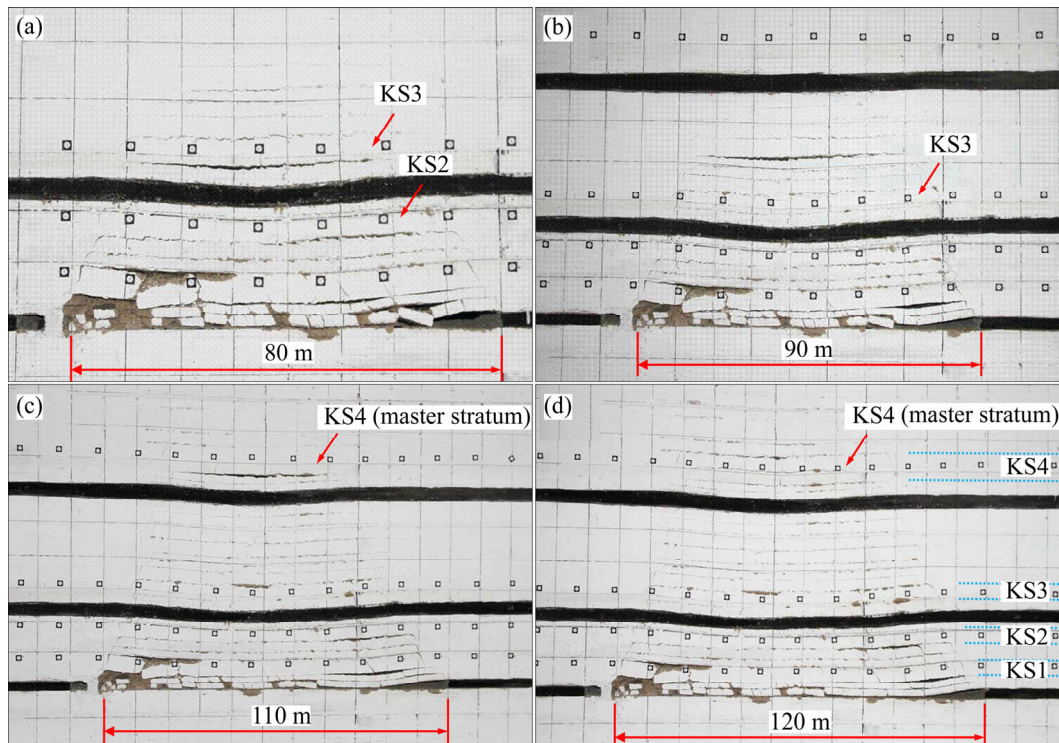 (a)
KS3
KS2
80 m
(b)
KS3
90 m
(c)
KS4 (master stratum)
110 m
(d)
KS4 (master stratum)
KS4
KS3
KS2
KS1
120 m